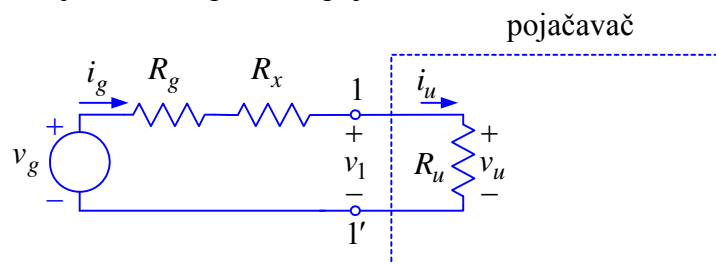 pojačavač
i_g R_g R_x 1 i_u
+ + +
v_g v_1 R_u v_u
− − −
1′